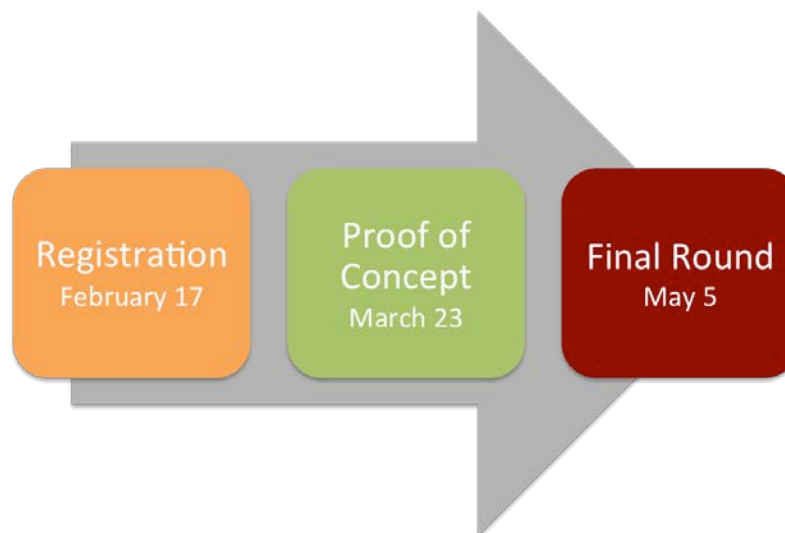 Registration
February 17
Proof of
Concept
March 23
Final Round
May 5